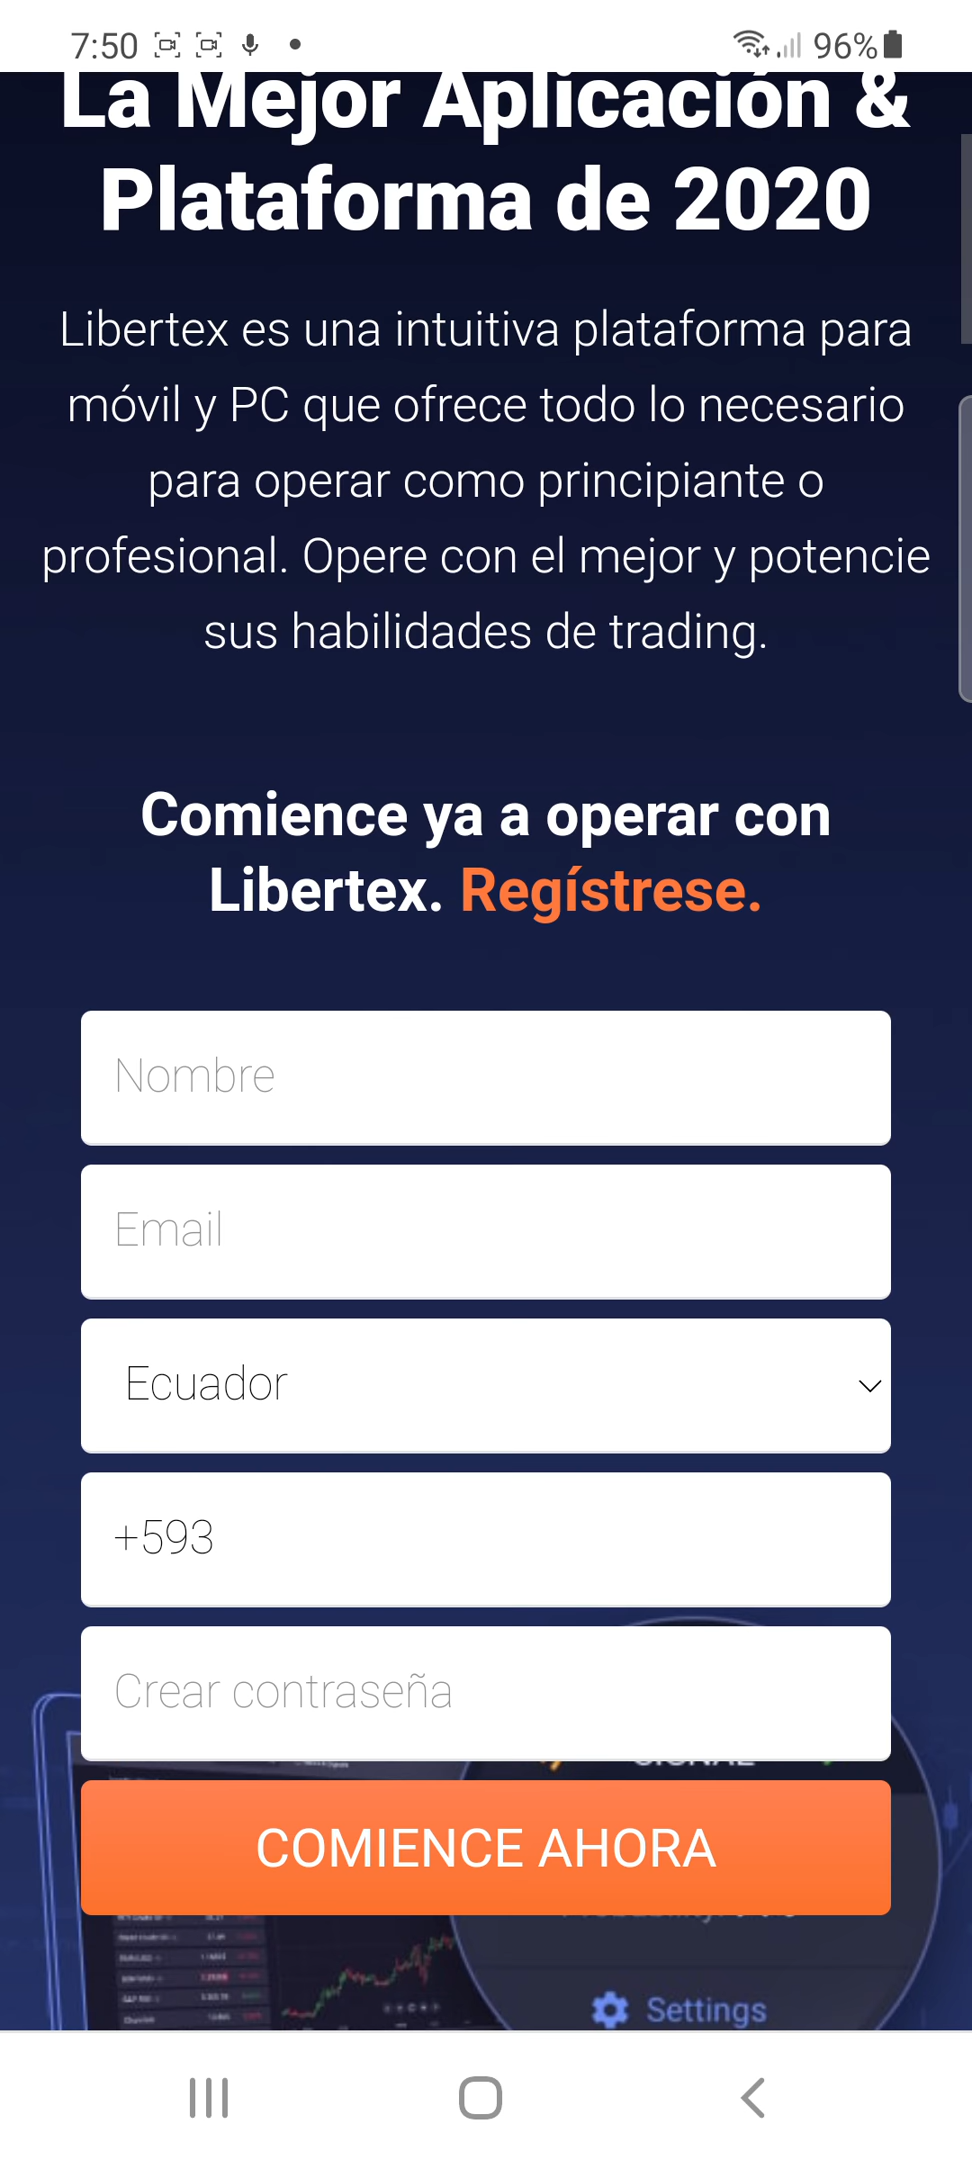 7:50 96%
La Mejor Aplicación &
Plataforma de 2020
Libertex es una intuitiva plataforma para
móvil y PC que ofrece todo lo necesario
para operar como principiante o
profesional. Opere con el mejor y potencie
sus habilidades de trading.
Comience ya a operar con
Libertex. Regístrese.
Nombre
Email
Ecuador
+593
Crear contraseña
COMIENCE AHORA
Settings